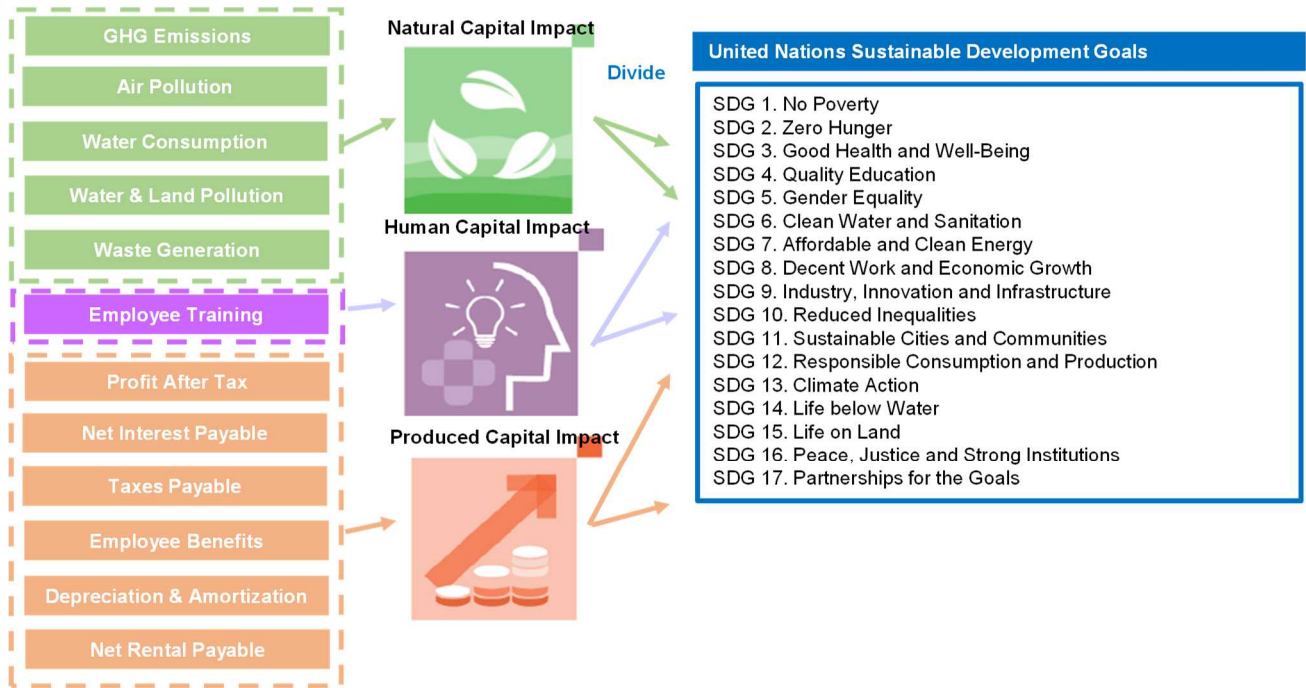 GHG Emissions
Air Pollution
Water Consumption
Water & Land Pollution
Waste Generation
Employee Training
Profit After Tax
Net Interest Payable
Taxes Payable
Employee Benefits
Depreciation & Amortization
Net Rental Payable
Natural Capital Impact
Human Capital Impact
Produced Capital Impact
Divide
United Nations Sustainable Development Goals
SDG 1. No Poverty
SDG 2. Zero Hunger
SDG 3. Good Health and Well-Being
SDG 4. Quality Education
SDG 5. Gender Equality
SDG 6. Clean Water and Sanitation
SDG 7. Affordable and Clean Energy
SDG 8. Decent Work and Economic Growth
SDG 9. Industry, Innovation and Infrastructure
SDG 10. Reduced Inequalities
SDG 11. Sustainable Cities and Communities
SDG 12. Responsible Consumption and Production
SDG 13. Climate Action
SDG 14. Life below Water
SDG 15. Life on Land
SDG 16. Peace, Justice and Strong Institutions
SDG 17. Partnerships for the Goals